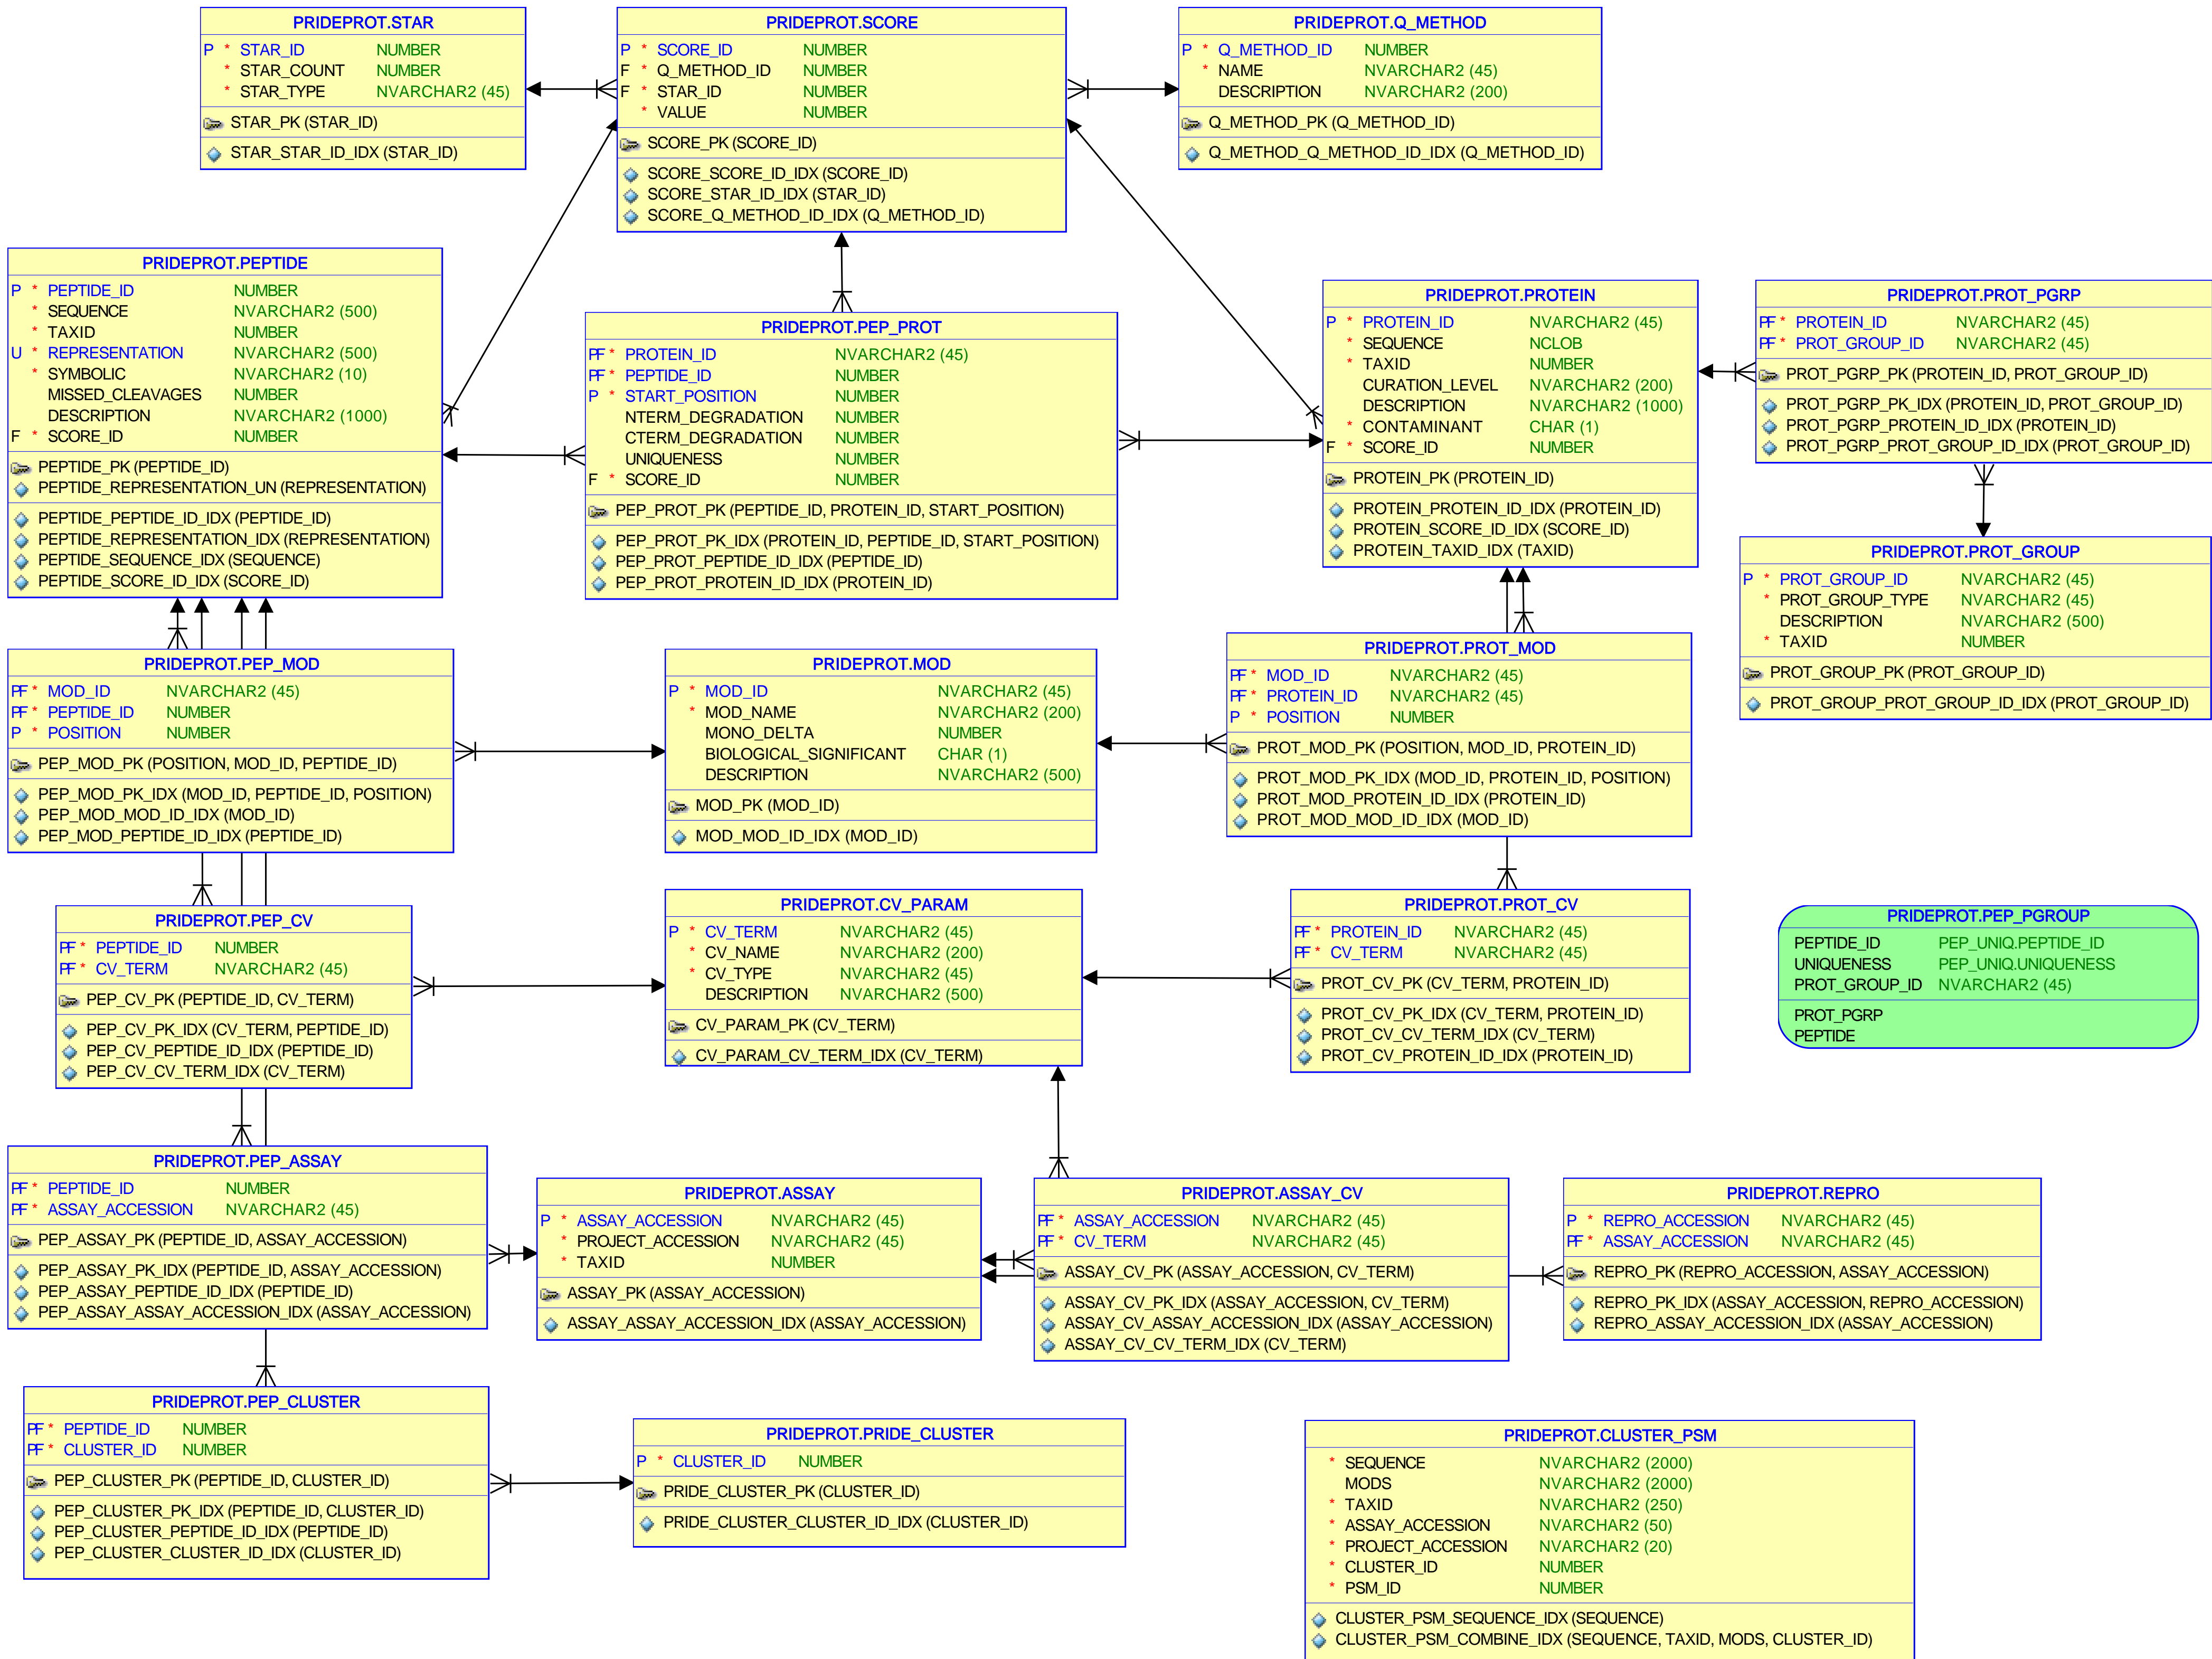 PRIDEPROT.STAR
P * STAR_ID NUMBER
* STAR_COUNT NUMBER
* STAR_TYPE NVARCHAR2 (45)
STAR_PK (STAR_ID)
STAR_STAR_ID_IDX (STAR_ID)
PRIDEPROT.SCORE
P * SCORE_ID NUMBER
F * Q_METHOD_ID NUMBER
F * STAR_ID NUMBER
* VALUE NUMBER
SCORE_PK (SCORE_ID)
SCORE_SCORE_ID_IDX (SCORE_ID)
SCORE_STAR_ID_IDX (STAR_ID)
SCORE_Q_METHOD_ID_IDX (Q_METHOD_ID)
PRIDEPROT.Q_METHOD
P * Q_METHOD_ID NUMBER
* NAME NVARCHAR2 (45)
DESCRIPTION NVARCHAR2 (200)
Q_METHOD_PK (Q_METHOD_ID)
Q_METHOD_Q_METHOD_ID_IDX (Q_METHOD_ID)
PRIDEPROT.PEPTIDE
P * PEPTIDE_ID NUMBER
* SEQUENCE NVARCHAR2 (500)
* TAXID NUMBER
U * REPRESENTATION NVARCHAR2 (500)
* SYMBOLIC NVARCHAR2 (10)
MISSED_CLEAVAGES NUMBER
DESCRIPTION NVARCHAR2 (1000)
F * SCORE_ID NUMBER
PEPTIDE_PK (PEPTIDE_ID)
PEPTIDE_REPRESENTATION_UN (REPRESENTATION)
PEPTIDE_PEPTIDE_ID_IDX (PEPTIDE_ID)
PEPTIDE_REPRESENTATION_IDX (REPRESENTATION)
PEPTIDE_SEQUENCE_IDX (SEQUENCE)
PEPTIDE_SCORE_ID_IDX (SCORE_ID)
PRIDEPROT.PEP_PROT
PF * PROTEIN_ID NVARCHAR2 (45)
PF * PEPTIDE_ID NUMBER
P * START_POSITION NUMBER
NTERM_DEGRADATION NUMBER
CTERM_DEGRADATION NUMBER
UNIQUENESS NUMBER
F * SCORE_ID NUMBER
PEP_PROT_PK (PEPTIDE_ID, PROTEIN_ID, START_POSITION)
PEP_PROT_PK_IDX (PROTEIN_ID, PEPTIDE_ID, START_POSITION)
PEP_PROT_PEPTIDE_ID_IDX (PEPTIDE_ID)
PEP_PROT_PROTEIN_ID_IDX (PROTEIN_ID)
PRIDEPROT.PROTEIN
P * PROTEIN_ID NVARCHAR2 (45)
* SEQUENCE NCLOB
* TAXID NUMBER
CURATION_LEVEL NVARCHAR2 (200)
DESCRIPTION NVARCHAR2 (1000)
* CONTAMINANT CHAR (1)
F * SCORE_ID NUMBER
PROTEIN_PK (PROTEIN_ID)
PROTEIN_PROTEIN_ID_IDX (PROTEIN_ID)
PROTEIN_SCORE_ID_IDX (SCORE_ID)
PROTEIN_TAXID_IDX (TAXID)
PRIDEPROT.PROT_PGRP
PF * PROTEIN_ID NVARCHAR2 (45)
PF * PROT_GROUP_ID NVARCHAR2 (45)
PROT_PGRP_PK (PROTEIN_ID, PROT_GROUP_ID)
PROT_PGRP_PK_IDX (PROTEIN_ID, PROT_GROUP_ID)
PROT_PGRP_PROTEIN_ID_IDX (PROTEIN_ID)
PROT_PGRP_PROT_GROUP_ID_IDX (PROT_GROUP_ID)
PRIDEPROT.PROT_GROUP
P * PROT_GROUP_ID NVARCHAR2 (45)
* PROT_GROUP_TYPE NVARCHAR2 (45)
DESCRIPTION NVARCHAR2 (500)
* TAXID NUMBER
PROT_GROUP_PK (PROT_GROUP_ID)
PROT_GROUP_PROT_GROUP_ID_IDX (PROT_GROUP_ID)
PRIDEPROT.PEP_MOD
PF * MOD_ID NVARCHAR2 (45)
PF * PEPTIDE_ID NUMBER
P * POSITION NUMBER
PEP_MOD_PK (POSITION, MOD_ID, PEPTIDE_ID)
PEP_MOD_PK_IDX (MOD_ID, PEPTIDE_ID, POSITION)
PEP_MOD_MOD_ID_IDX (MOD_ID)
PEP_MOD_PEPTIDE_ID_IDX (PEPTIDE_ID)
PRIDEPROT.MOD
P * MOD_ID NVARCHAR2 (45)
* MOD_NAME NVARCHAR2 (200)
MONO_DELTA NUMBER
BIOLOGICAL_SIGNIFICANT CHAR (1)
DESCRIPTION NVARCHAR2 (500)
MOD_PK (MOD_ID)
MOD_MOD_ID_IDX (MOD_ID)
PRIDEPROT.PROT_MOD
PF * MOD_ID NVARCHAR2 (45)
PF * PROTEIN_ID NVARCHAR2 (45)
P * POSITION NUMBER
PROT_MOD_PK (POSITION, MOD_ID, PROTEIN_ID)
PROT_MOD_PK_IDX (MOD_ID, PROTEIN_ID, POSITION)
PROT_MOD_PROTEIN_ID_IDX (PROTEIN_ID)
PROT_MOD_MOD_ID_IDX (MOD_ID)
PRIDEPROT.PEP_CV
PF * PEPTIDE_ID NUMBER
PF * CV_TERM NVARCHAR2 (45)
PEP_CV_PK (PEPTIDE_ID, CV_TERM)
PEP_CV_PK_IDX (CV_TERM, PEPTIDE_ID)
PEP_CV_PEPTIDE_ID_IDX (PEPTIDE_ID)
PEP_CV_CV_TERM_IDX (CV_TERM)
PRIDEPROT.CV_PARAM
P * CV_TERM NVARCHAR2 (45)
* CV_NAME NVARCHAR2 (200)
* CV_TYPE NVARCHAR2 (45)
DESCRIPTION NVARCHAR2 (500)
CV_PARAM_PK (CV_TERM)
CV_PARAM_CV_TERM_IDX (CV_TERM)
PRIDEPROT.PROT_CV
PF * PROTEIN_ID NVARCHAR2 (45)
PF * CV_TERM NVARCHAR2 (45)
PROT_CV_PK (CV_TERM, PROTEIN_ID)
PROT_CV_PK_IDX (CV_TERM, PROTEIN_ID)
PROT_CV_CV_TERM_IDX (CV_TERM)
PROT_CV_PROTEIN_ID_IDX (PROTEIN_ID)
PRIDEPROT.PEP_PGROUP
PEPTIDE_ID PEP_UNIQ.PEPTIDE_ID
UNIQUENESS PEP_UNIQ.UNIQUENESS
PROT_GROUP_ID NVARCHAR2 (45)
PROT_PGRP
PEPTIDE
PRIDEPROT.PEP_ASSAY
PF * PEPTIDE_ID NUMBER
PF * ASSAY_ACCESSION NVARCHAR2 (45)
PEP_ASSAY_PK (PEPTIDE_ID, ASSAY_ACCESSION)
PEP_ASSAY_PK_IDX (PEPTIDE_ID, ASSAY_ACCESSION)
PEP_ASSAY_PEPTIDE_ID_IDX (PEPTIDE_ID)
PEP_ASSAY_ASSAY_ACCESSION_IDX (ASSAY_ACCESSION)
PRIDEPROT.ASSAY
P * ASSAY_ACCESSION NVARCHAR2 (45)
* PROJECT_ACCESSION NVARCHAR2 (45)
* TAXID NUMBER
ASSAY_PK (ASSAY_ACCESSION)
ASSAY_ASSAY_ACCESSION_IDX (ASSAY_ACCESSION)
PRIDEPROT.ASSAY_CV
PF * ASSAY_ACCESSION NVARCHAR2 (45)
PF * CV_TERM NVARCHAR2 (45)
ASSAY_CV_PK (ASSAY_ACCESSION, CV_TERM)
ASSAY_CV_PK_IDX (ASSAY_ACCESSION, CV_TERM)
ASSAY_CV_ASSAY_ACCESSION_IDX (ASSAY_ACCESSION)
ASSAY_CV_CV_TERM_IDX (CV_TERM)
PRIDEPROT.REPRO
P * REPRO_ACCESSION NVARCHAR2 (45)
PF * ASSAY_ACCESSION NVARCHAR2 (45)
REPRO_PK (REPRO_ACCESSION, ASSAY_ACCESSION)
REPRO_PK_IDX (ASSAY_ACCESSION, REPRO_ACCESSION)
REPRO_ASSAY_ACCESSION_IDX (ASSAY_ACCESSION)
PRIDEPROT.PEP_CLUSTER
PF * PEPTIDE_ID NUMBER
PF * CLUSTER_ID NUMBER
PEP_CLUSTER_PK (PEPTIDE_ID, CLUSTER_ID)
PEP_CLUSTER_PK_IDX (PEPTIDE_ID, CLUSTER_ID)
PEP_CLUSTER_PEPTIDE_ID_IDX (PEPTIDE_ID)
PEP_CLUSTER_CLUSTER_ID_IDX (CLUSTER_ID)
PRIDEPROT.PRIDE_CLUSTER
P * CLUSTER_ID NUMBER
PRIDE_CLUSTER_PK (CLUSTER_ID)
PRIDE_CLUSTER_CLUSTER_ID_IDX (CLUSTER_ID)
PRIDEPROT.CLUSTER_PSM
* SEQUENCE NVARCHAR2 (2000)
MODS NVARCHAR2 (2000)
* TAXID NVARCHAR2 (250)
* ASSAY_ACCESSION NVARCHAR2 (50)
* PROJECT_ACCESSION NVARCHAR2 (20)
* CLUSTER_ID NUMBER
* PSM_ID NUMBER
CLUSTER_PSM_SEQUENCE_IDX (SEQUENCE)
CLUSTER_PSM_COMBINE_IDX (SEQUENCE, TAXID, MODS, CLUSTER_ID)